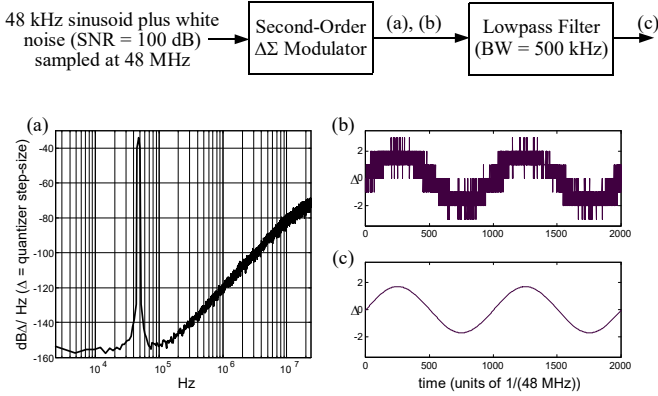 48 kHz sinusoid plus white
noise (SNR = 100 dB)
sampled at 48 MHz
Second-Order
ΔΣ Modulator
(a), (b)
Lowpass Filter
(BW = 500 kHz)
(c)
(a)
dBΔ/ Hz (Δ = quantizer step-size)
-40
-60
-80
-100
-120
-140
-160
10^4
10^5
10^6
10^7
Hz
(b)
Δ
2
0
-2
0
500
1000
1500
2000
(c)
Δ
2
0
-2
0
500
1000
1500
2000
time (units of 1/(48 MHz))